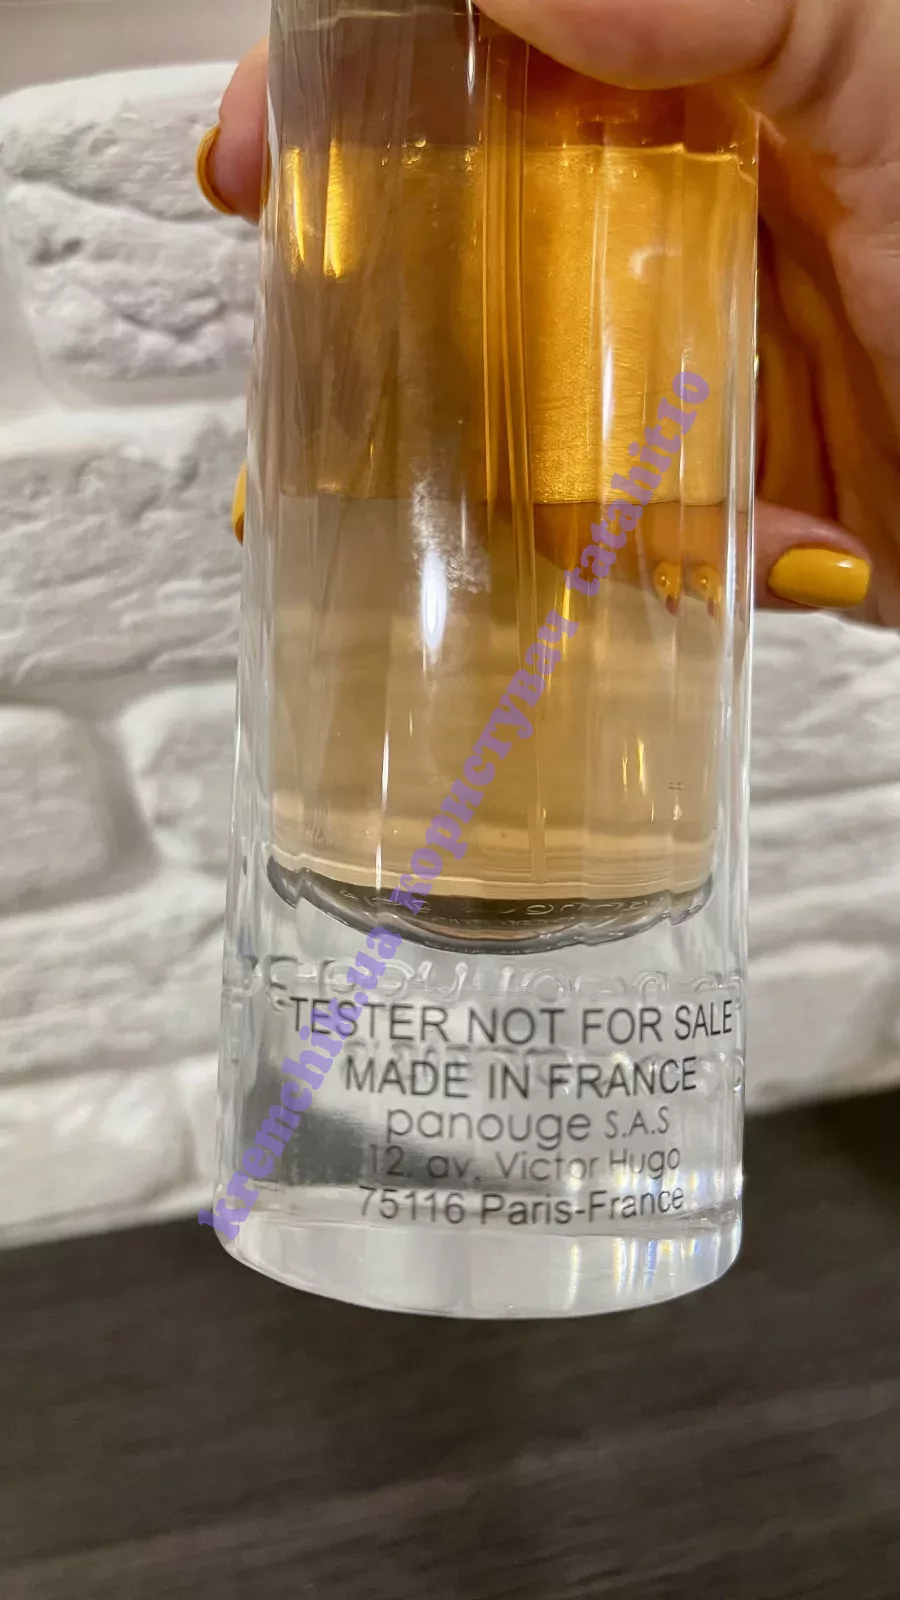 TESTER NOT FOR SALE
MADE IN FRANCE
panouge S.A.S
12. av. Victor Hugo
75116 Paris-France
kremchik.ua користувач tatahit10